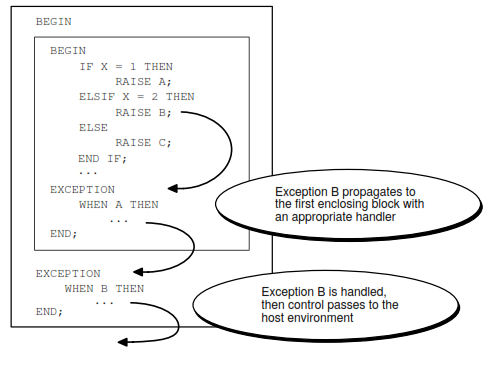 BEGIN
BEGIN
IF X = 1 THEN
RAISE A;
ELSIF X = 2 THEN
RAISE B;
ELSE
RAISE C;
END IF;
...
EXCEPTION
WHEN A THEN
...
END;
Exception B propagates to
the first enclosing block with
an appropriate handler
EXCEPTION
WHEN B THEN
...
END;
Exception B is handled,
then control passes to the
host environment